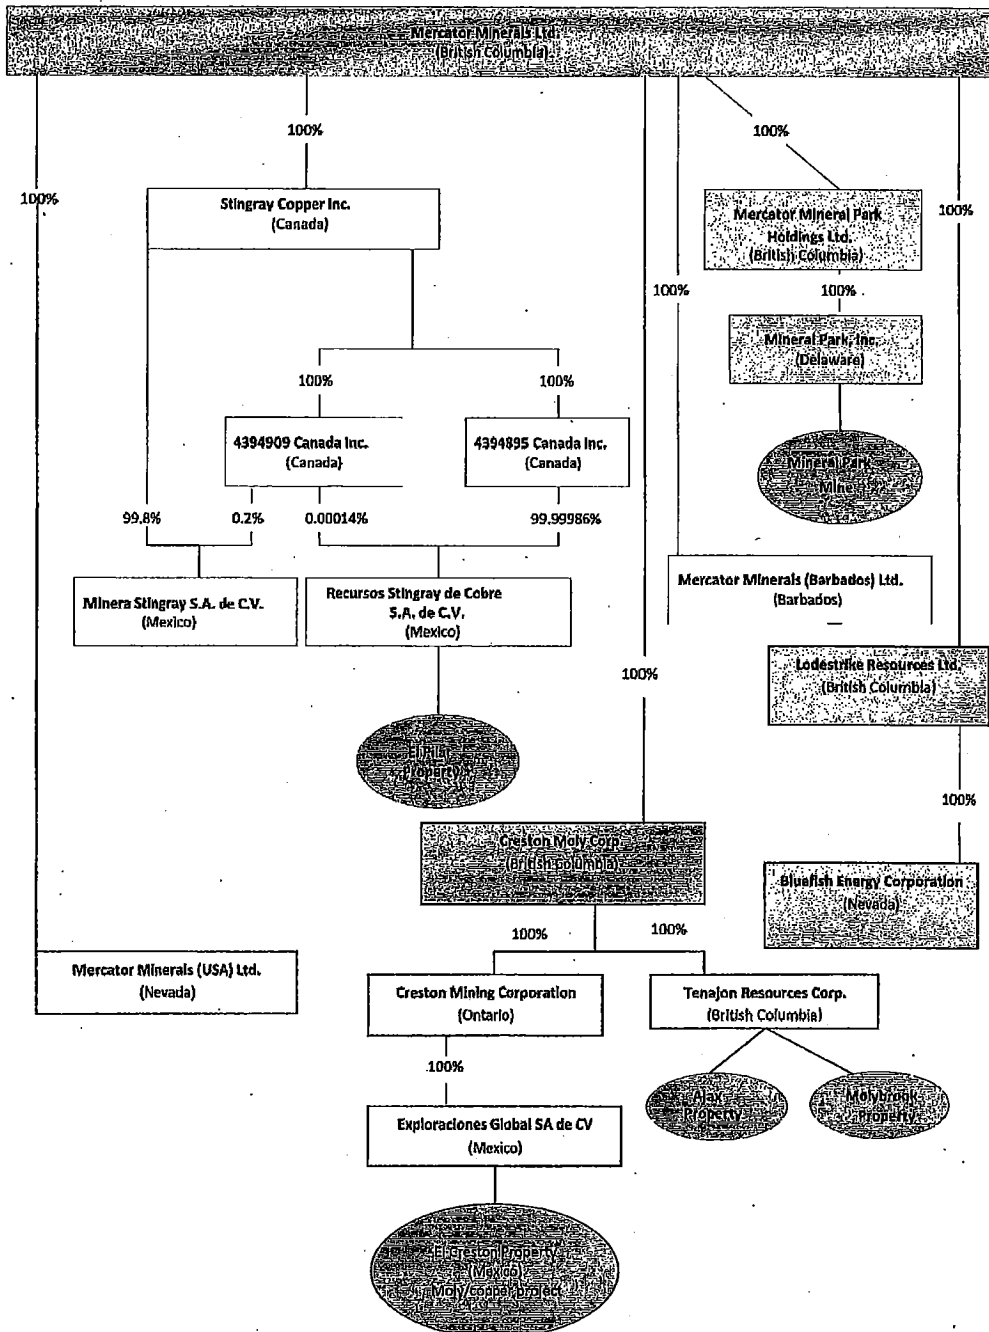 Mercator Minerals Ltd.
(British Columbia)
100%
100%
100%
100%
100%
Stingray Copper Inc.
(Canada)
Mercator Mineral Park
Holdings Ltd.
(British Columbia)
100%
100%
Mineral Park, Inc.
(Delaware)
100%
100%
4394909 Canada Inc.
(Canada)
4394895 Canada Inc.
(Canada)
Mineral Park
Mine
99.8%
0.2%
0.00014%
99.99986%
Minera Stingray S.A. de C.V.
(Mexico)
Recursos Stingray de Cobre
S.A. de C.V.
(Mexico)
Mercator Minerals (Barbados) Ltd.
(Barbados)
100%
Lodestrike Resources Ltd.
(British Columbia)
El Pilar
Property
100%
Creston Moly Corp
(British Columbia)
Bluefish Energy Corporation
(Nevada)
100%
100%
Mercator Minerals (USA) Ltd.
(Nevada)
Creston Mining Corporation
(Ontario)
Tenajon Resources Corp.
(British Columbia)
100%
Ajax
Property
Molybrook
Property
Exploraciones Global SA de CV
(Mexico)
El Creston Property
(Mexico)
Moly/copper project